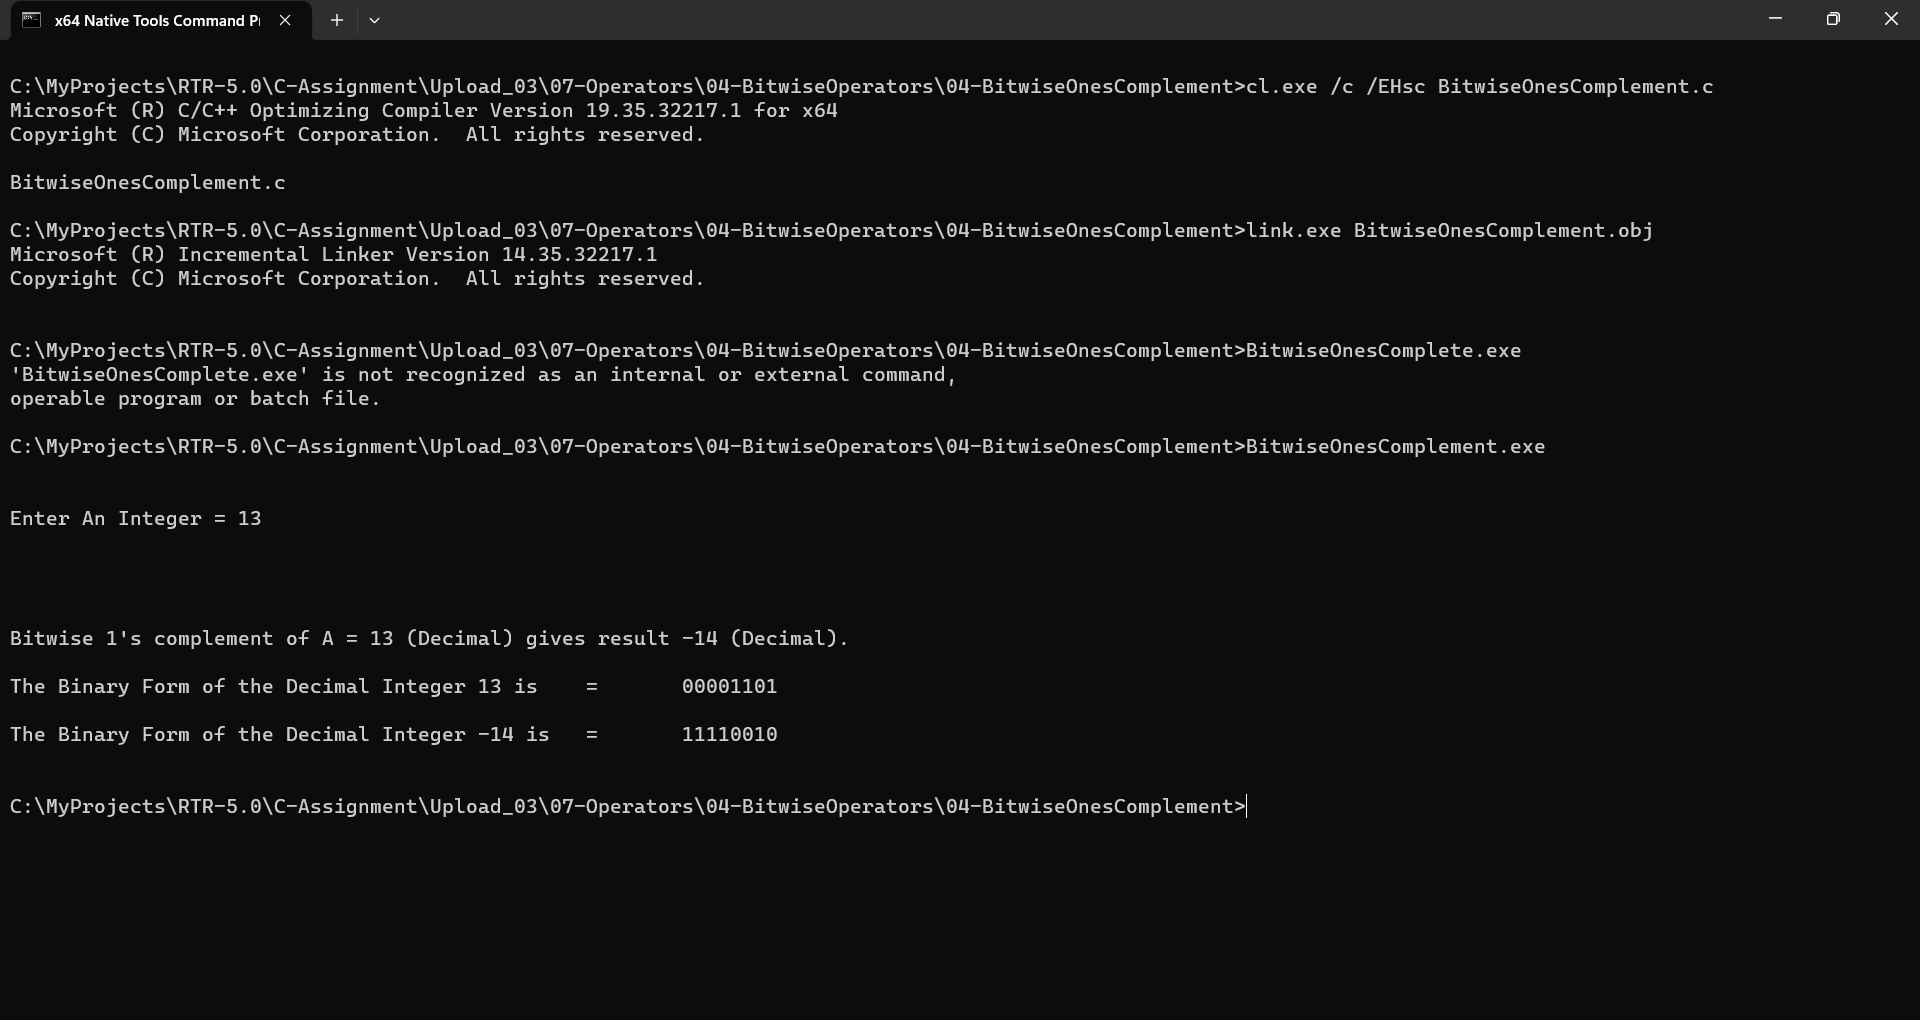 x64 Native Tools Command P
C:\MyProjects\RTR-5.0\C-Assignment\Upload_03\07-Operators\04-BitwiseOperators\04-BitwiseOnesComplement>cl.exe /c /EHsc BitwiseOnesComplement.c
Microsoft (R) C/C++ Optimizing Compiler Version 19.35.32217.1 for x64
Copyright (C) Microsoft Corporation.  All rights reserved.
BitwiseOnesComplement.c
C:\MyProjects\RTR-5.0\C-Assignment\Upload_03\07-Operators\04-BitwiseOperators\04-BitwiseOnesComplement>link.exe BitwiseOnesComplement.obj
Microsoft (R) Incremental Linker Version 14.35.32217.1
Copyright (C) Microsoft Corporation.  All rights reserved.
C:\MyProjects\RTR-5.0\C-Assignment\Upload_03\07-Operators\04-BitwiseOperators\04-BitwiseOnesComplement>BitwiseOnesComplete.exe
'BitwiseOnesComplete.exe' is not recognized as an internal or external command,
operable program or batch file.
C:\MyProjects\RTR-5.0\C-Assignment\Upload_03\07-Operators\04-BitwiseOperators\04-BitwiseOnesComplement>BitwiseOnesComplement.exe
Enter An Integer = 13
Bitwise 1's complement of A = 13 (Decimal) gives result -14 (Decimal).
The Binary Form of the Decimal Integer 13 is    =       00001101
The Binary Form of the Decimal Integer -14 is   =       11110010
C:\MyProjects\RTR-5.0\C-Assignment\Upload_03\07-Operators\04-BitwiseOperators\04-BitwiseOnesComplement>